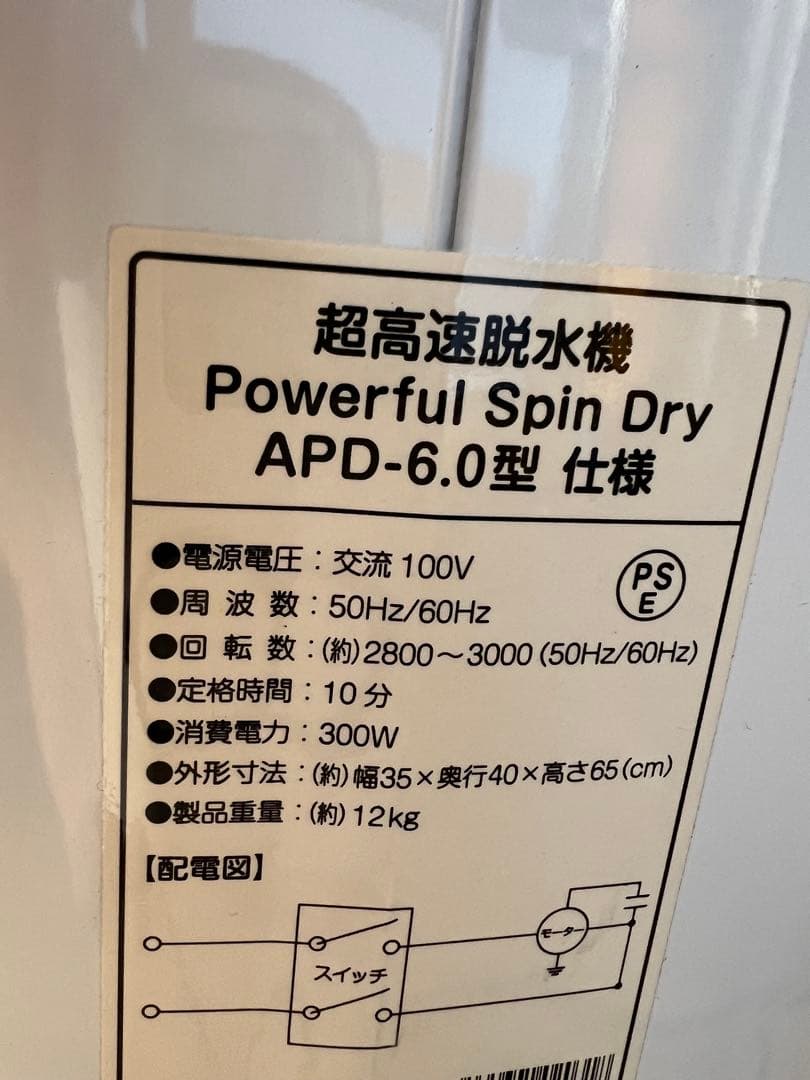 超高速脱水機
Powerful Spin Dry
APD-6.0型 仕様
●電源電圧：交流100V
PS
E
●周波数：50Hz/60Hz
●回転数：(約)2800～3000(50Hz/60Hz)
●定格時間：10分
●消費電力：300W
●外形寸法：(約)幅35×奥行40×高さ65(cm)
●製品重量：(約)12kg
【配電図】
モーター
スイッチ